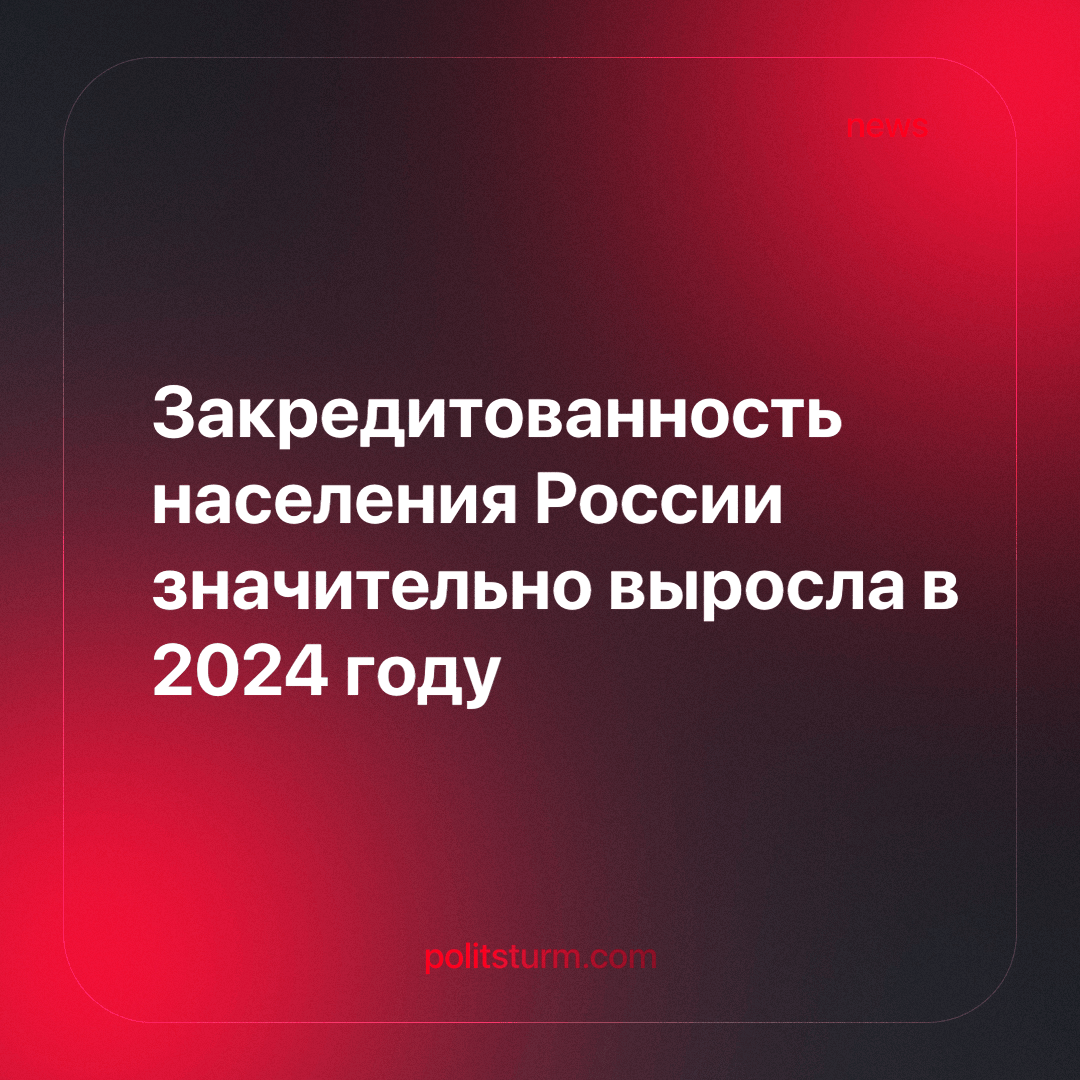 news
Закредитованность
населения России
значительно выросла в
2024 году
politsturm.com